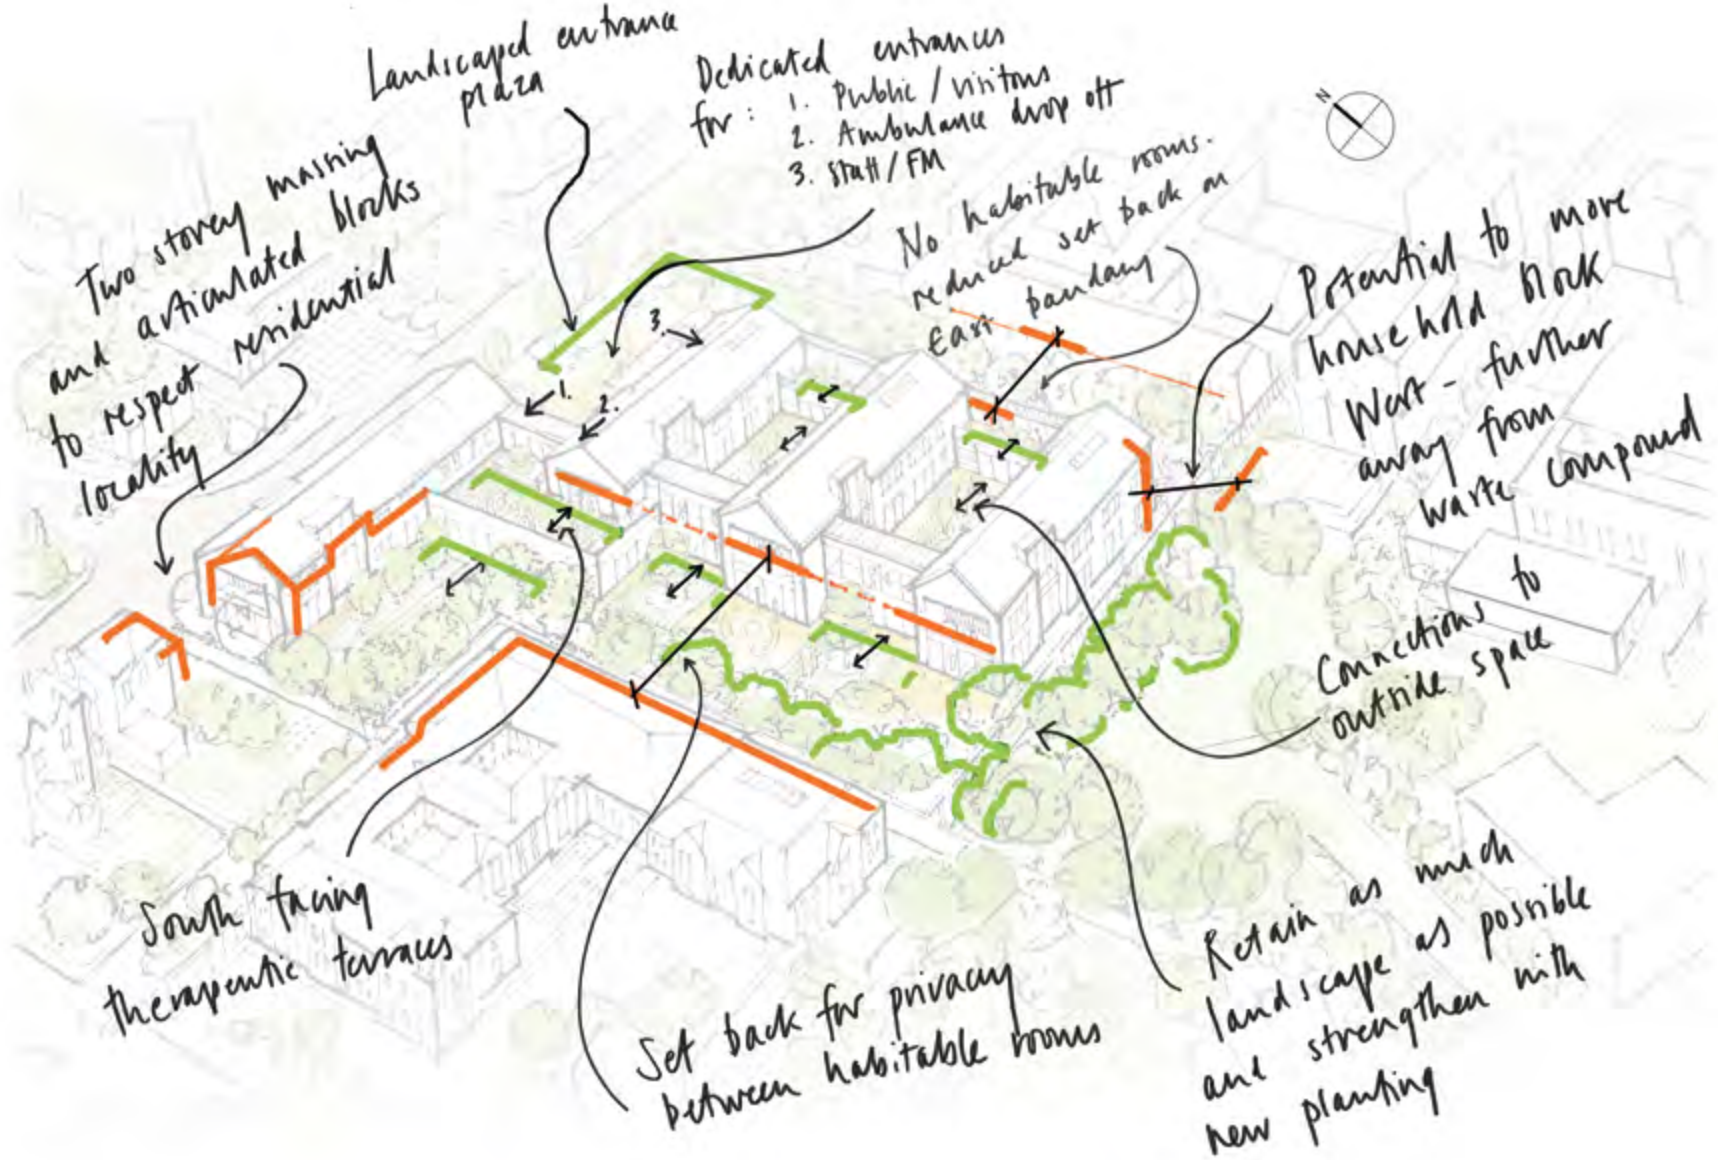 Landscaped entrance
plaza
Dedicated entrances
for: 1. Public / visitors
2. Ambulance drop off
3. Staff / FM
Two storey massing
and articulated blocks
to respect residential
locality
No habitable rooms.
reduced set back on
East boundary
N
Potential to more
household block
West - further
away from
waste compound
3.
1.
2.
Connections to
outside space
South facing
therapeutic terraces
Set back for privacy
between habitable rooms
Retain as much
landscape as possible
and strengthen with
new planting